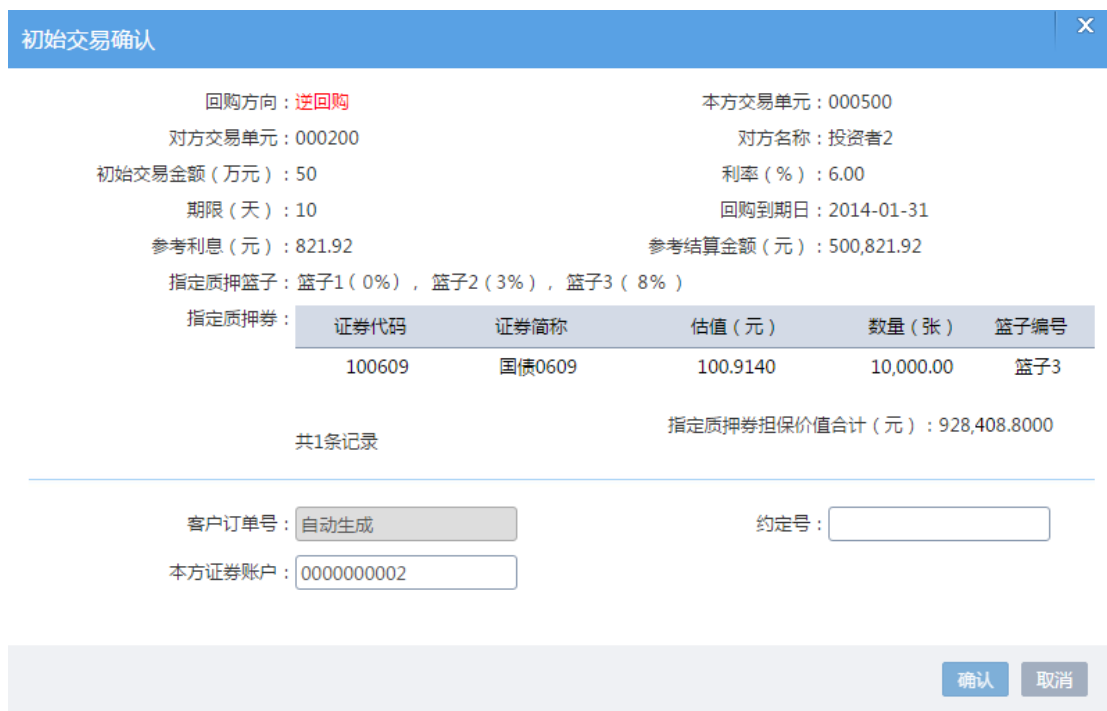 初始交易确认
X
回购方向：逆回购 本方交易单元：000500
对方交易单元：000200 对方名称：投资者2
初始交易金额（万元）：50 利率（%）：6.00
期限（天）：10 回购到期日：2014-01-31
参考利息（元）：821.92 参考结算金额（元）：500,821.92
指定质押篮子：篮子1（0%），篮子2（3%），篮子3（8%）
指定质押券： 证券代码 证券简称 估值（元） 数量（张） 篮子编号
100609 国债0609 100.9140 10,000.00 篮子3
指定质押券担保价值合计（元）：928,408.8000
共1条记录
客户订单号：自动生成 约定号：
本方证券账户：0000000002
确认 取消